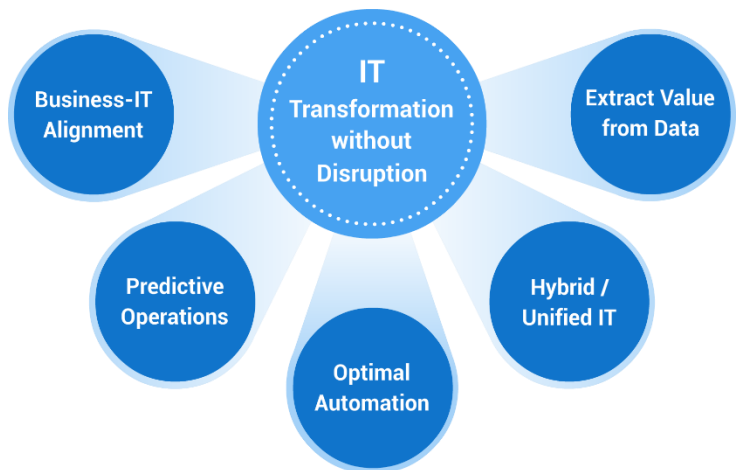 IT
Transformation
without
Disruption
Business-IT
Alignment
Extract Value
from Data
Predictive
Operations
Hybrid /
Unified IT
Optimal
Automation